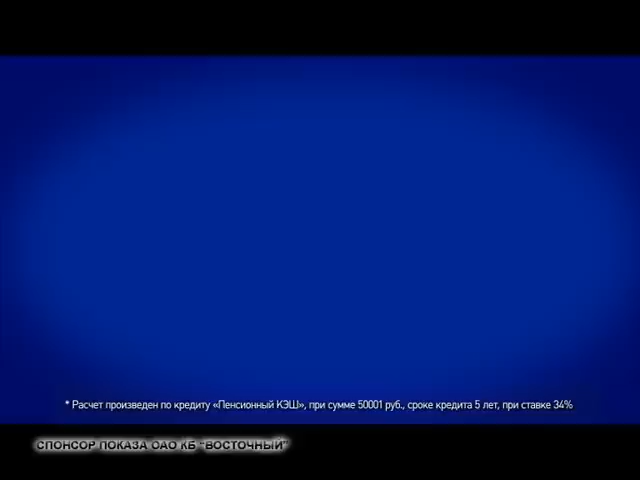 * Расчет произведен по кредиту «Пенсионный КЭШ», при сумме 50001 руб., сроке кредита 5 лет, при ставке 34%
СПОНСОР ПОКАЗА ОАО КБ "ВОСТОЧНЫЙ"